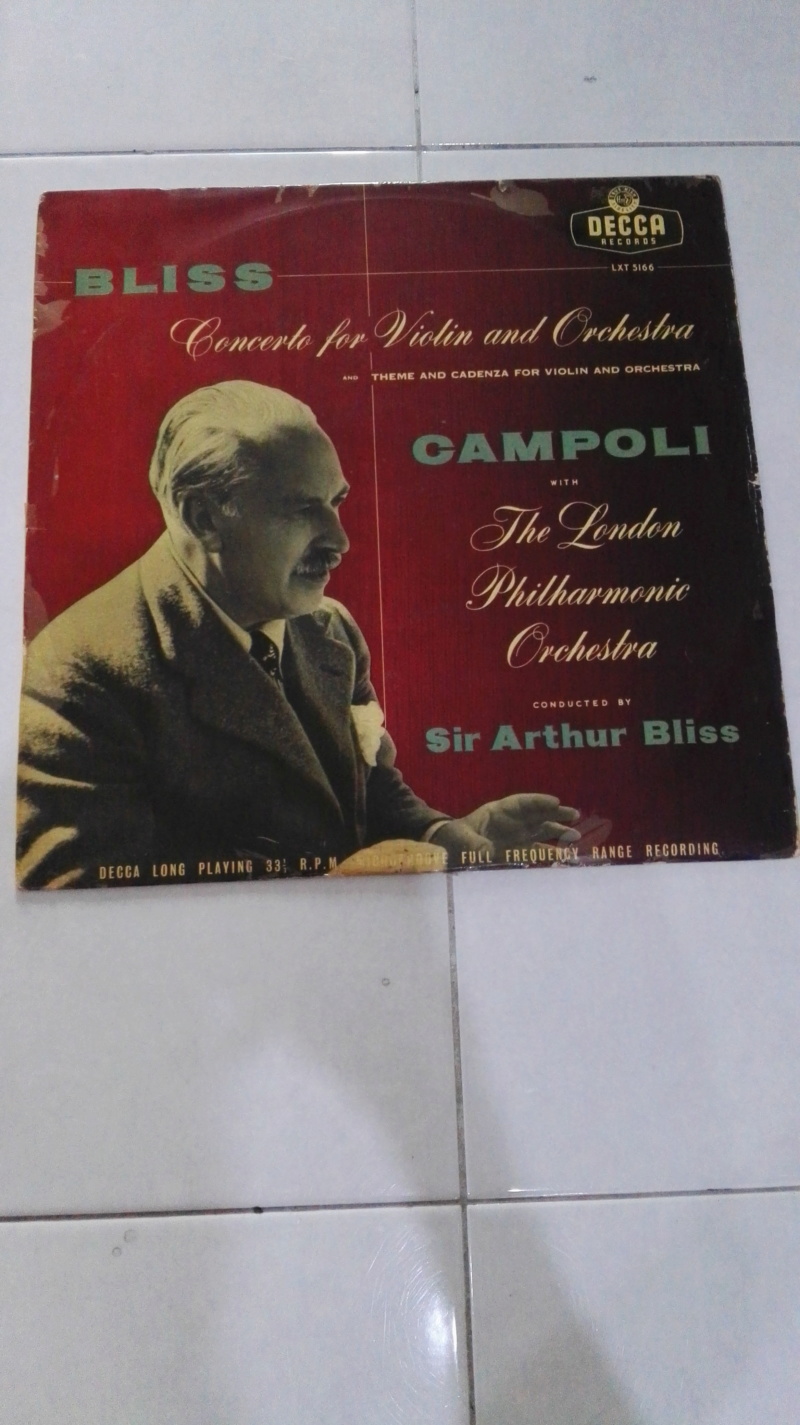 DECCA
RECORDS
LXT 5166
BLISS
Concerto for Violin and Orchestra
AND THEME AND CADENZA FOR VIOLIN AND ORCHESTRA
CAMPOLI
WITH
The London
Philharmonic
Orchestra
CONDUCTED BY
Sir Arthur Bliss
DECCA LONG PLAYING 33⅓ R.P.M. MICROGROOVE FULL FREQUENCY RANGE RECORDING